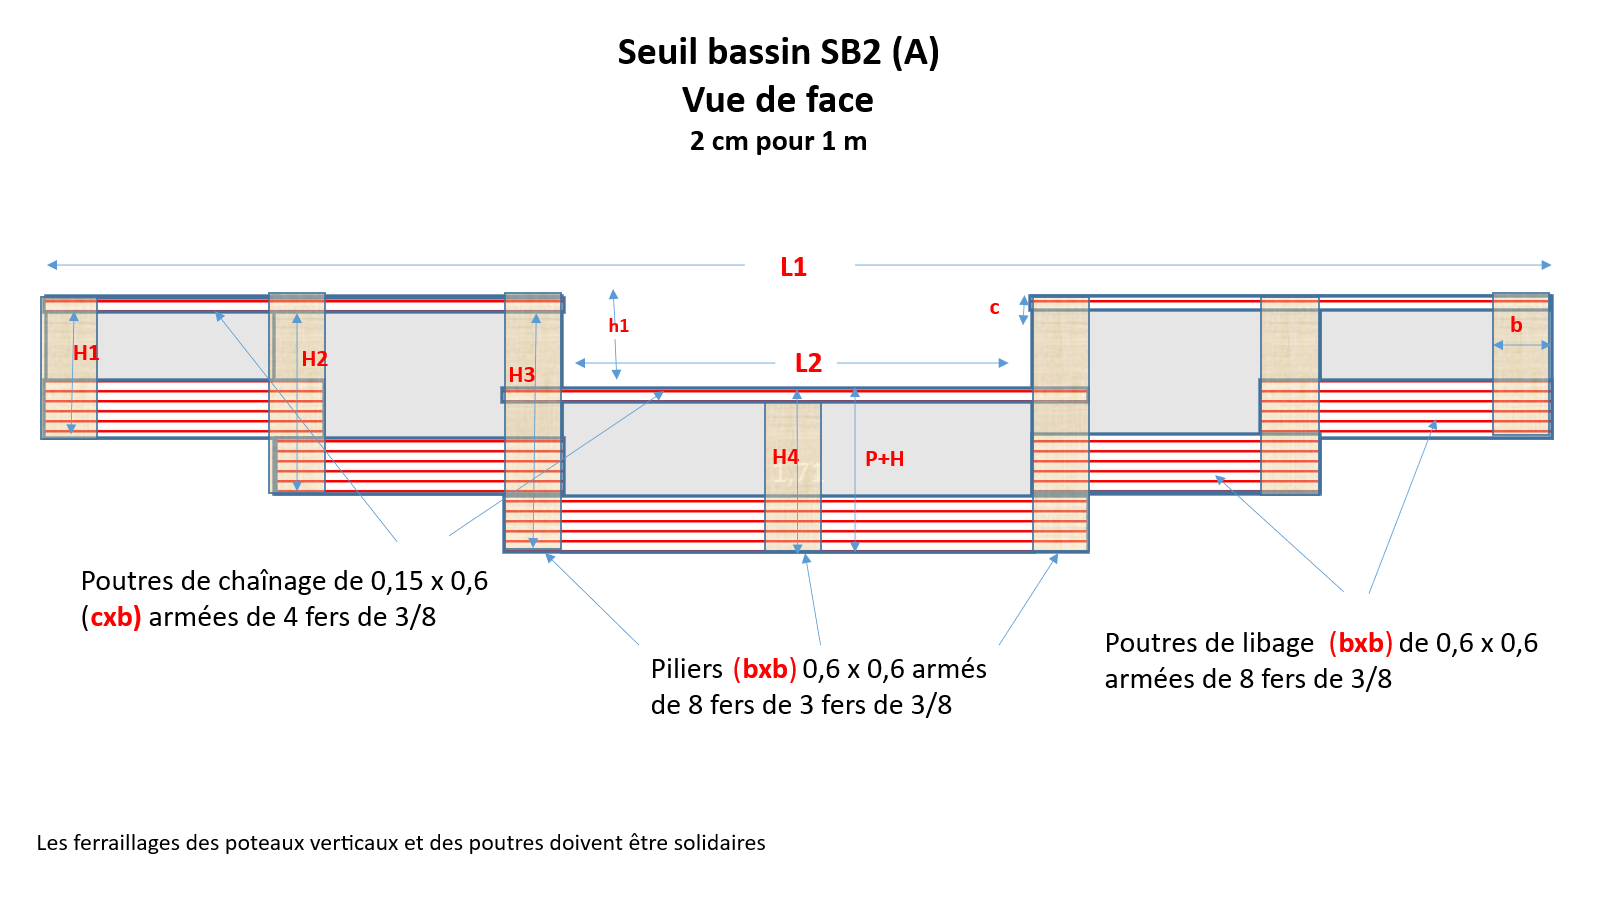 Seuil bassin SB2 (A)
Vue de face
2 cm pour 1 m
L1
c
h1
b
H1
H2
L2
H3
H4
P+H
1,71
Poutres de chaînage de 0,15 x 0,6
(cxb) armées de 4 fers de 3/8
Piliers (bxb) 0,6 x 0,6 armés
de 8 fers de 3 fers de 3/8
Poutres de libage (bxb) de 0,6 x 0,6
armées de 8 fers de 3/8
Les ferraillages des poteaux verticaux et des poutres doivent être solidaires